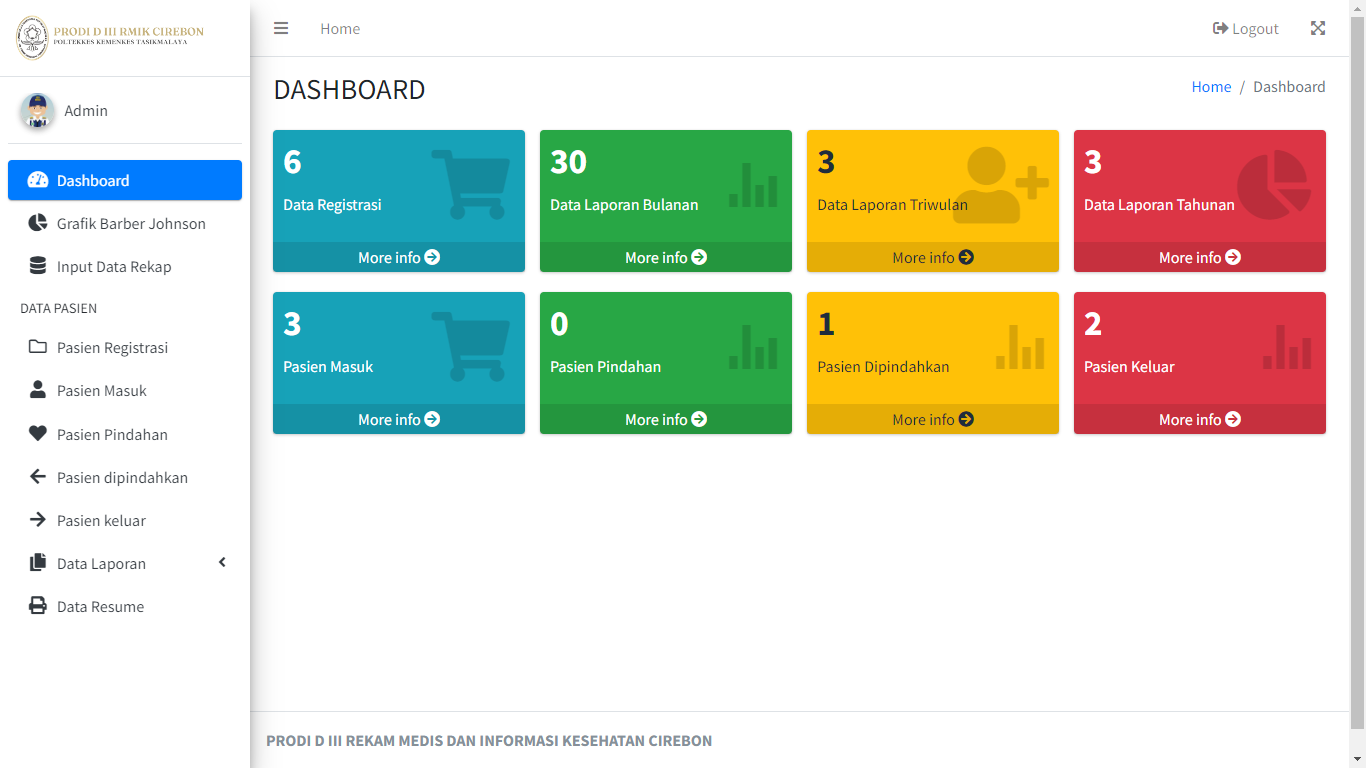 PRODI D III RMIK CIREBON
POLTEKKES KEMENKES TASIKMALAYA
Home
Logout
Admin
Dashboard
Grafik Barber Johnson
Input Data Rekap
DATA PASIEN
Pasien Registrasi
Pasien Masuk
Pasien Pindahan
Pasien dipindahkan
Pasien keluar
Data Laporan
Data Resume
DASHBOARD
Home / Dashboard
6
Data Registrasi
More info
30
Data Laporan Bulanan
More info
3
Data Laporan Triwulan
More info
3
Data Laporan Tahunan
More info
3
Pasien Masuk
More info
0
Pasien Pindahan
More info
1
Pasien Dipindahkan
More info
2
Pasien Keluar
More info
PRODI D III REKAM MEDIS DAN INFORMASI KESEHATAN CIREBON